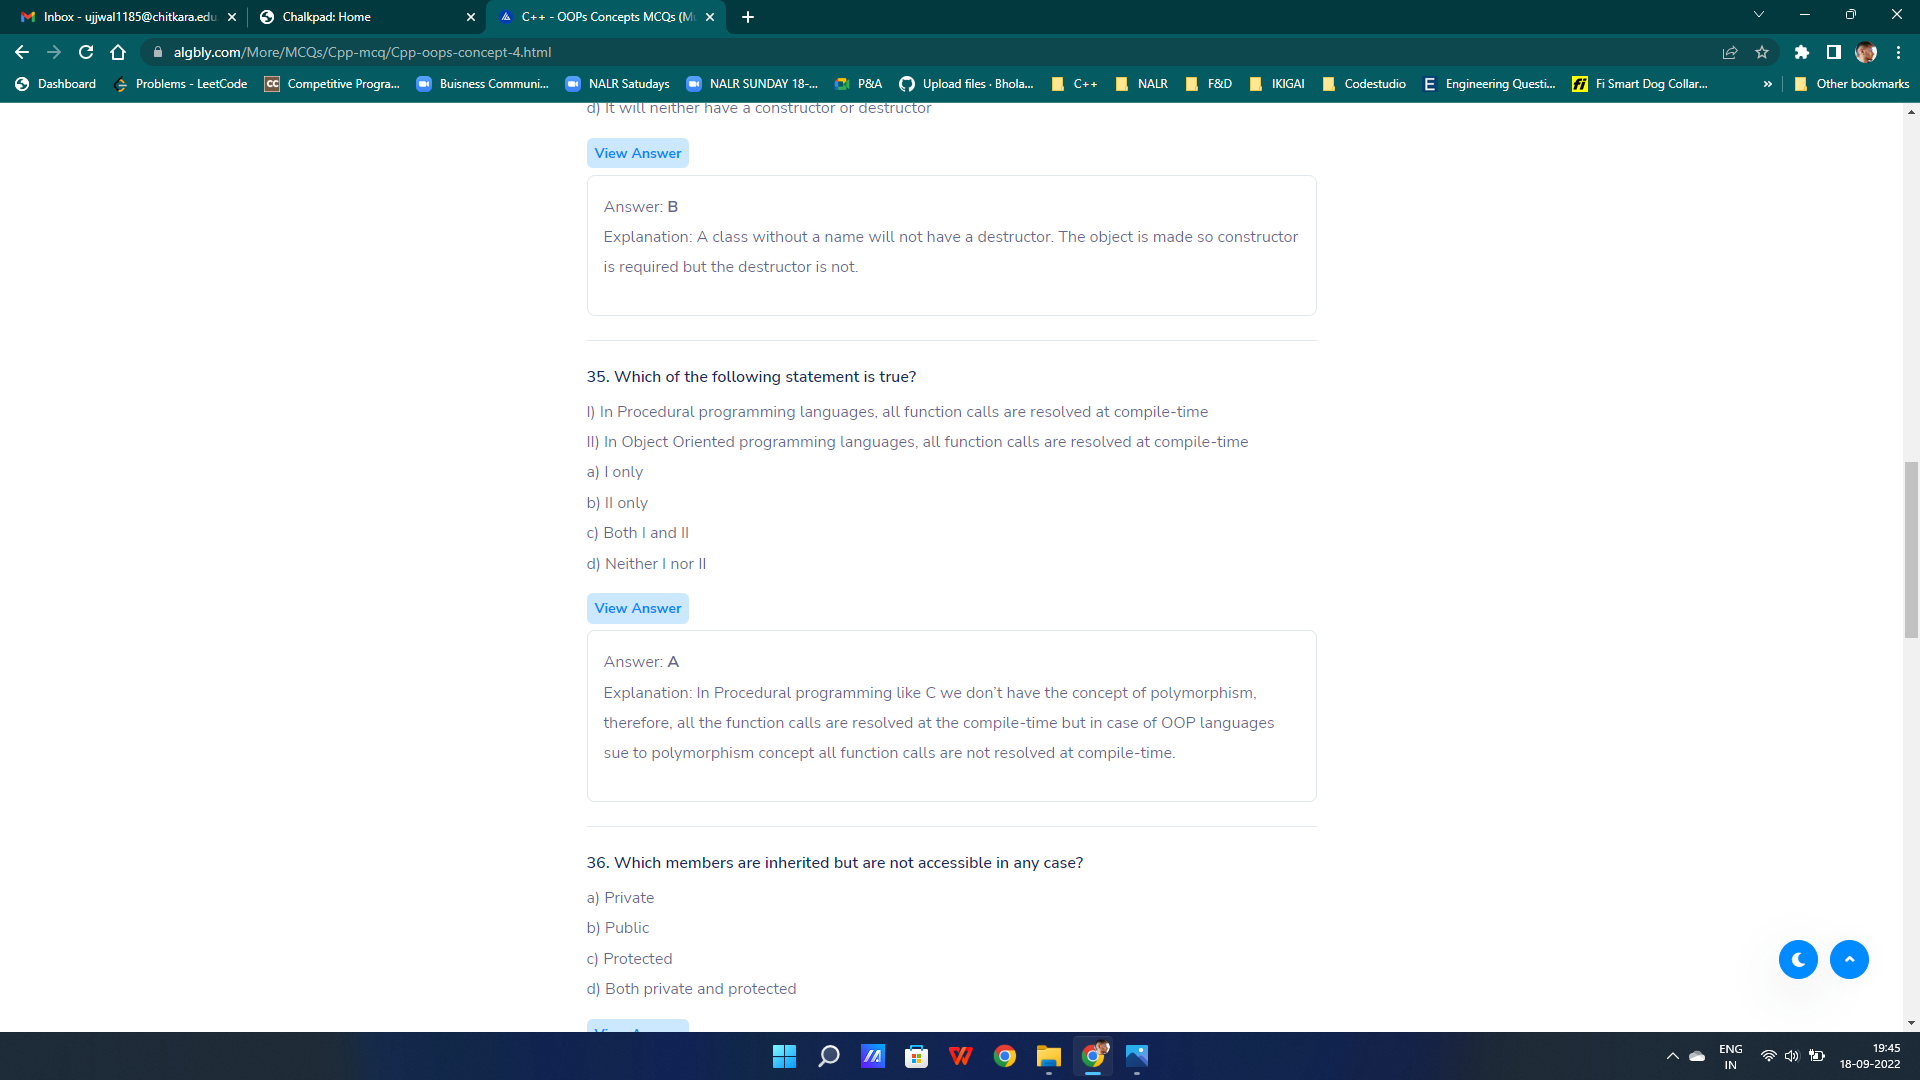 Inbox - ujjwal1185@chitkara.edu
Chalkpad: Home
C++ - OOPs Concepts MCQs (Mu
algbly.com/More/MCQs/Cpp-mcq/Cpp-oops-concept-4.html
Dashboard
Problems - LeetCode
CC Competitive Progra...
Buisness Communi...
NALR Satudays
NALR SUNDAY 18-...
P&A
Upload files · Bhola...
C++
NALR
F&D
IKIGAI
Codestudio
E Engineering Questi...
fi Fi Smart Dog Collar...
»
Other bookmarks
d) It will neither have a constructor or destructor
View Answer
Answer: B
Explanation: A class without a name will not have a destructor. The object is made so constructor
is required but the destructor is not.
35. Which of the following statement is true?
I) In Procedural programming languages, all function calls are resolved at compile-time
II) In Object Oriented programming languages, all function calls are resolved at compile-time
a) I only
b) II only
c) Both I and II
d) Neither I nor II
View Answer
Answer: A
Explanation: In Procedural programming like C we don’t have the concept of polymorphism,
therefore, all the function calls are resolved at the compile-time but in case of OOP languages
sue to polymorphism concept all function calls are not resolved at compile-time.
36. Which members are inherited but are not accessible in any case?
a) Private
b) Public
c) Protected
d) Both private and protected
View Answer
ENG
IN
19:45
18-09-2022